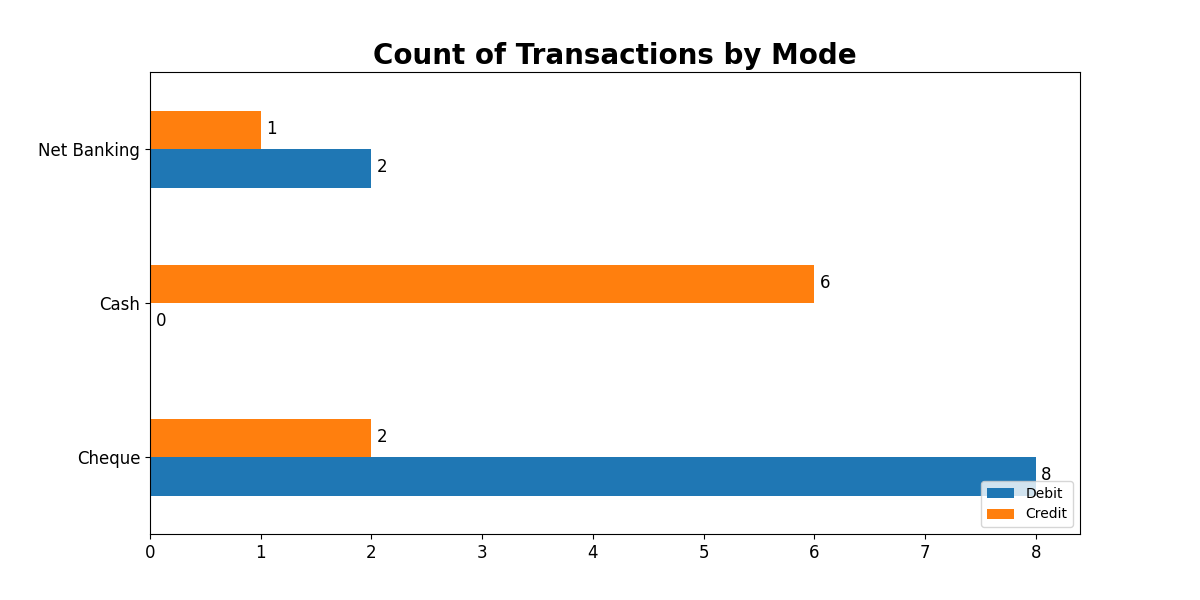 Count of Transactions by Mode
Net Banking
1
2
Cash
6
0
Cheque
2
8
Debit
Credit
0 1 2 3 4 5 6 7 8